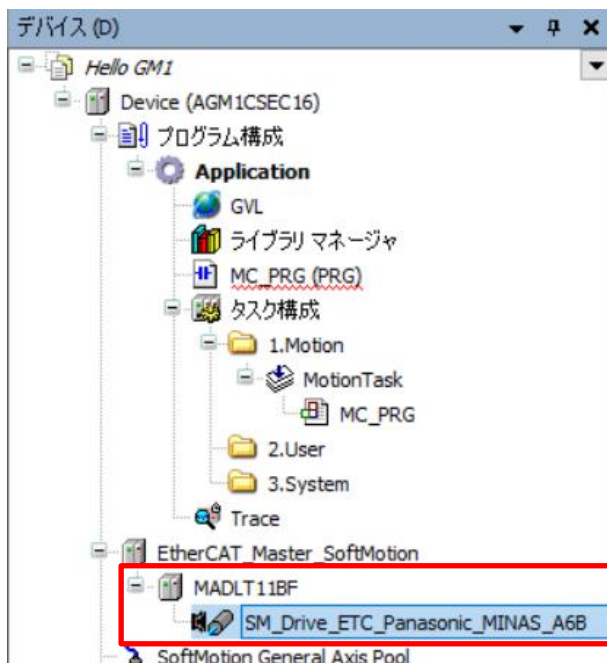 デバイス (D)
Hello GM1
Device (AGM1CSEC16)
プログラム構成
Application
GVL
ライブラリ マネージャ
MC_PRG (PRG)
タスク構成
1.Motion
MotionTask
MC_PRG
2.User
3.System
Trace
EtherCAT_Master_SoftMotion
MADLT11BF
SM_Drive_ETC_Panasonic_MINAS_A6B
SoftMotion General Axis Pool